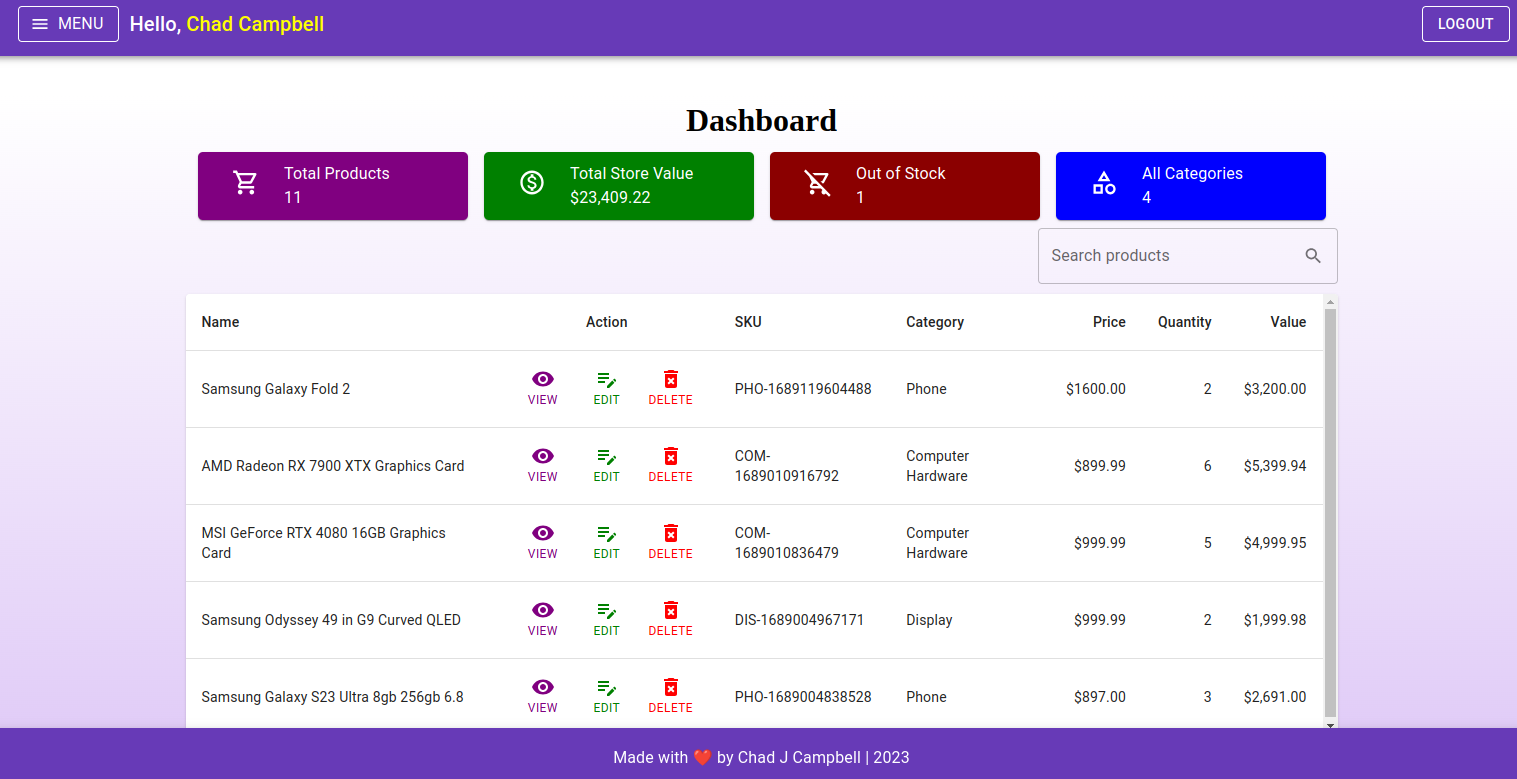 MENU Hello, Chad Campbell LOGOUT
Dashboard
Total Products
11
Total Store Value
$23,409.22
Out of Stock
1
All Categories
4
Search products
Name Action SKU Category Price Quantity Value
Samsung Galaxy Fold 2 VIEW EDIT DELETE PHO-1689119604488 Phone $1600.00 2 $3,200.00
AMD Radeon RX 7900 XTX Graphics Card VIEW EDIT DELETE COM-
1689010916792 Computer
Hardware $899.99 6 $5,399.94
MSI GeForce RTX 4080 16GB Graphics
Card VIEW EDIT DELETE COM-
1689010836479 Computer
Hardware $999.99 5 $4,999.95
Samsung Odyssey 49 in G9 Curved QLED VIEW EDIT DELETE DIS-1689004967171 Display $999.99 2 $1,999.98
Samsung Galaxy S23 Ultra 8gb 256gb 6.8 VIEW EDIT DELETE PHO-1689004838528 Phone $897.00 3 $2,691.00
Made with ❤️ by Chad J Campbell | 2023